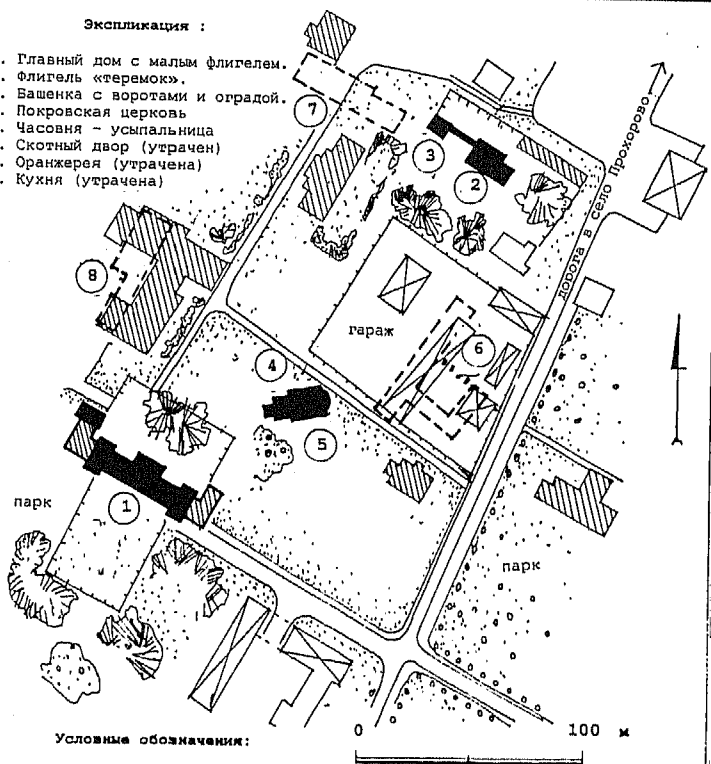 Экспликация :
. Главный дом с малым флигелем.
. Флигель «теремок».
. Башенка с воротами и оградой.
. Покровская церковь
. Часовня - усыпальница
. Скотный двор (утрачен)
. Оранжерея (утрачена)
. Кухня (утрачена)
7
3
2
дорога в село Прохорово
8
гараж
6
4
5
парк
1
парк
Условные обозначения:
0 100 м